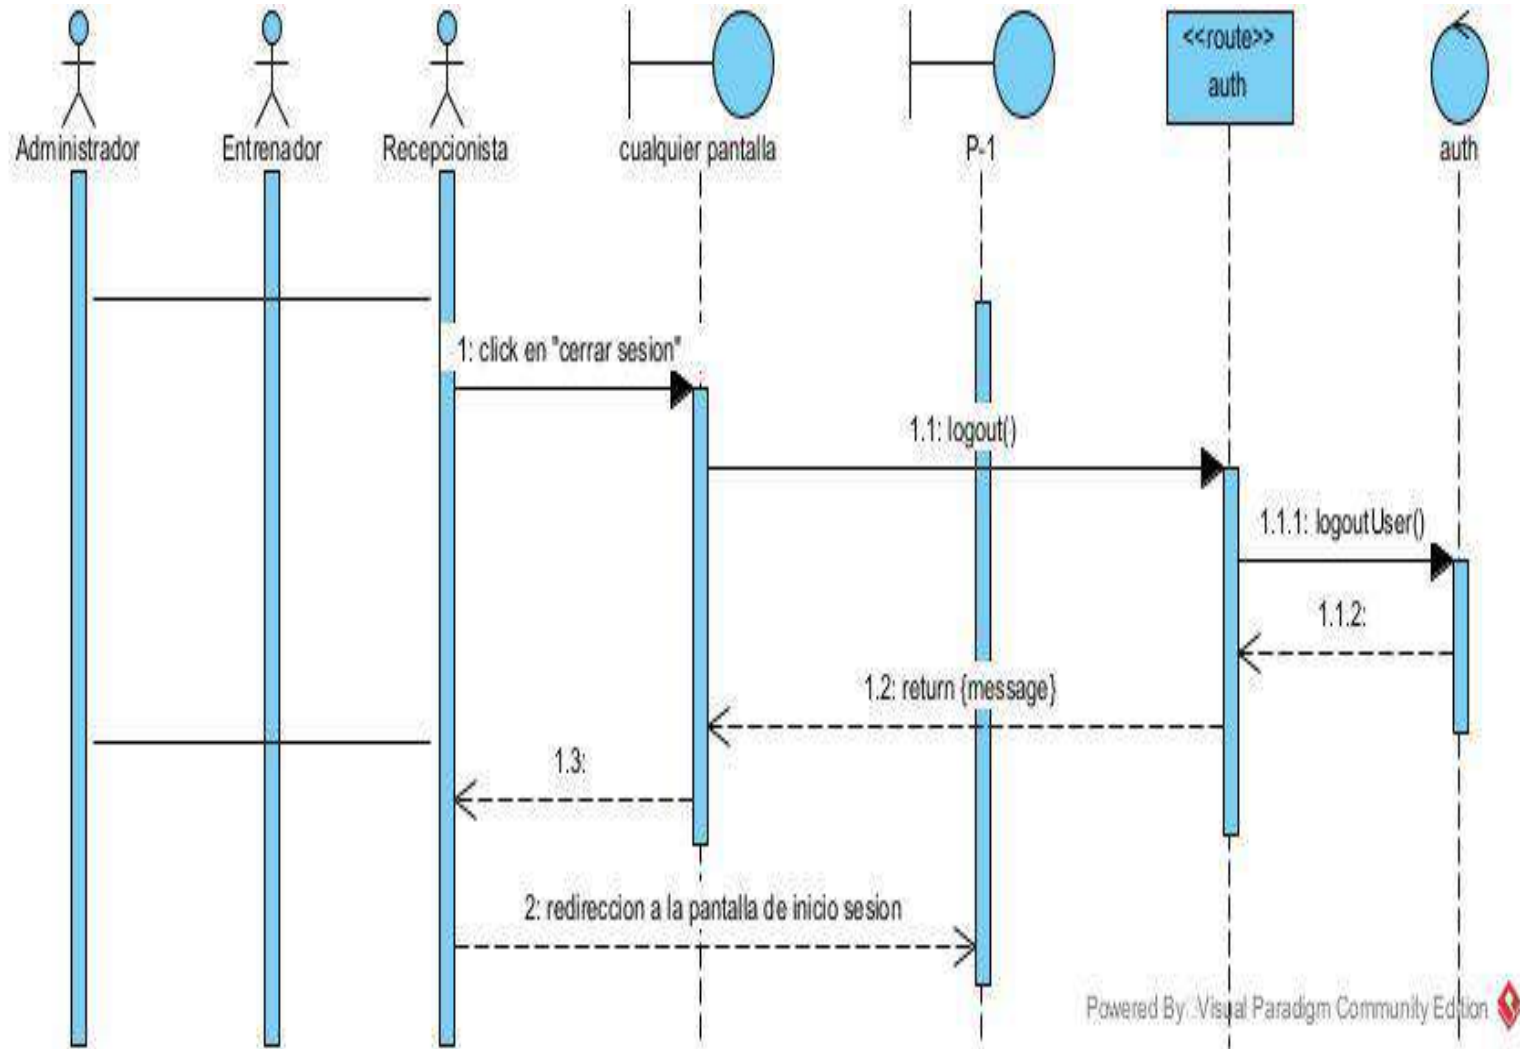 <<route>>
auth
Administrador
Entrenador
Recepcionista
cualquier pantalla
P-1
auth
1: click en "cerrar sesion"
1.1: logout()
1.1.1: logoutUser()
1.1.2:
1.2: return {message}
1.3:
2: redireccion a la pantalla de inicio sesion
Powered By Visual Paradigm Community Edition